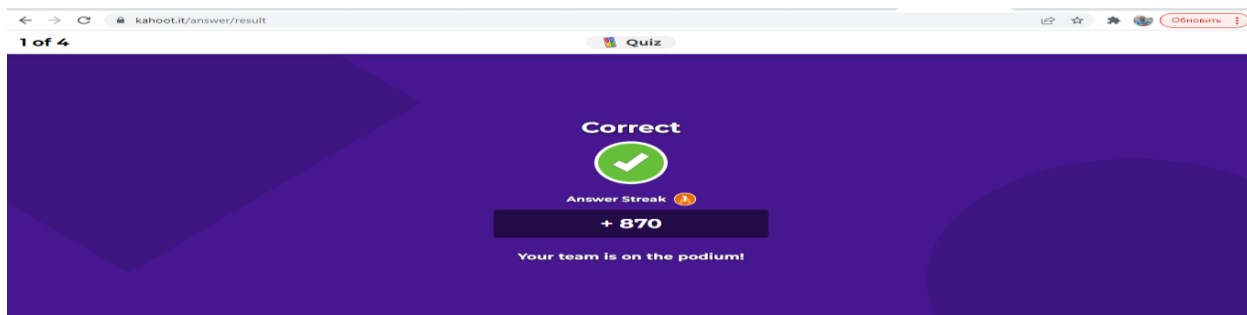 kahoot.it/answer/result
Обновить
1 of 4
Quiz
Correct
Answer Streak 1
+ 870
Your team is on the podium!